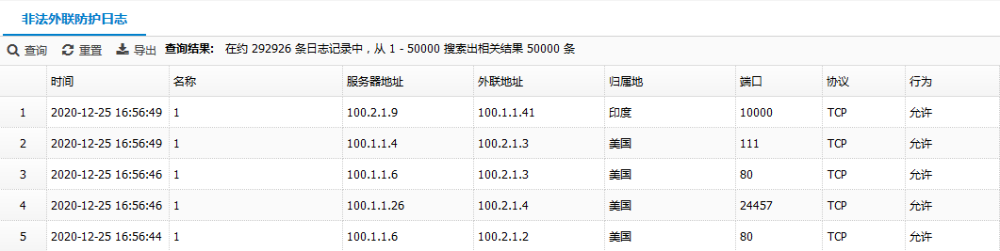 非法外联防护日志
查询 重置 导出 查询结果: 在约 292926 条日志记录中，从 1 - 50000 搜索出相关结果 50000 条
时间 名称 服务器地址 外联地址 归属地 端口 协议 行为
1 2020-12-25 16:56:49 1 100.2.1.9 100.1.1.41 印度 10000 TCP 允许
2 2020-12-25 16:56:49 1 100.1.1.4 100.2.1.3 美国 111 TCP 允许
3 2020-12-25 16:56:46 1 100.1.1.6 100.2.1.3 美国 80 TCP 允许
4 2020-12-25 16:56:46 1 100.1.1.26 100.2.1.4 美国 24457 TCP 允许
5 2020-12-25 16:56:44 1 100.1.1.6 100.2.1.2 美国 80 TCP 允许